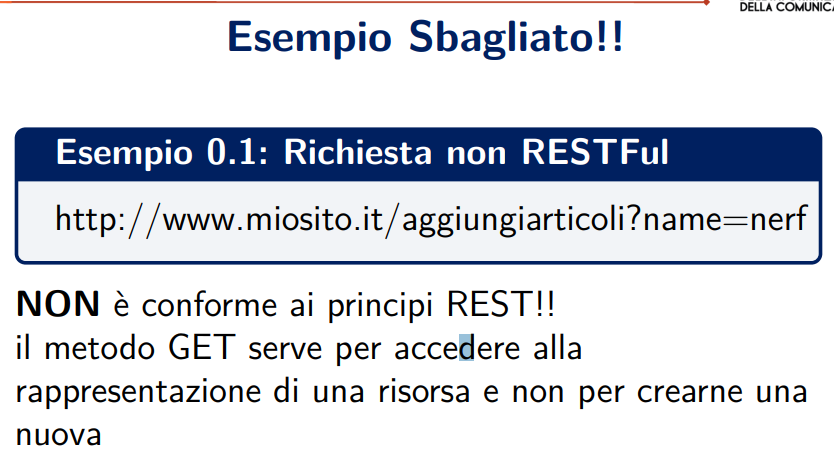 DELLA COMUNICA
Esempio Sbagliato!!
Esempio 0.1: Richiesta non RESTFul
http://www.miosito.it/aggiungiarticoli?name=nerf
NON è conforme ai principi REST!!
il metodo GET serve per accedere alla
rappresentazione di una risorsa e non per crearne una
nuova